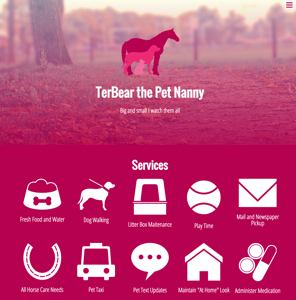 TerBear the Pet Nanny
Big and small I watch them all
Services
Fresh Food and Water
Dog Walking
Litter Box Maitenance
Play Time
Mail and Newspaper
Pickup
All Horse Care Needs
Pet Taxi
Pet Text Updates
Maintain "At Home" Look
Administer Medication